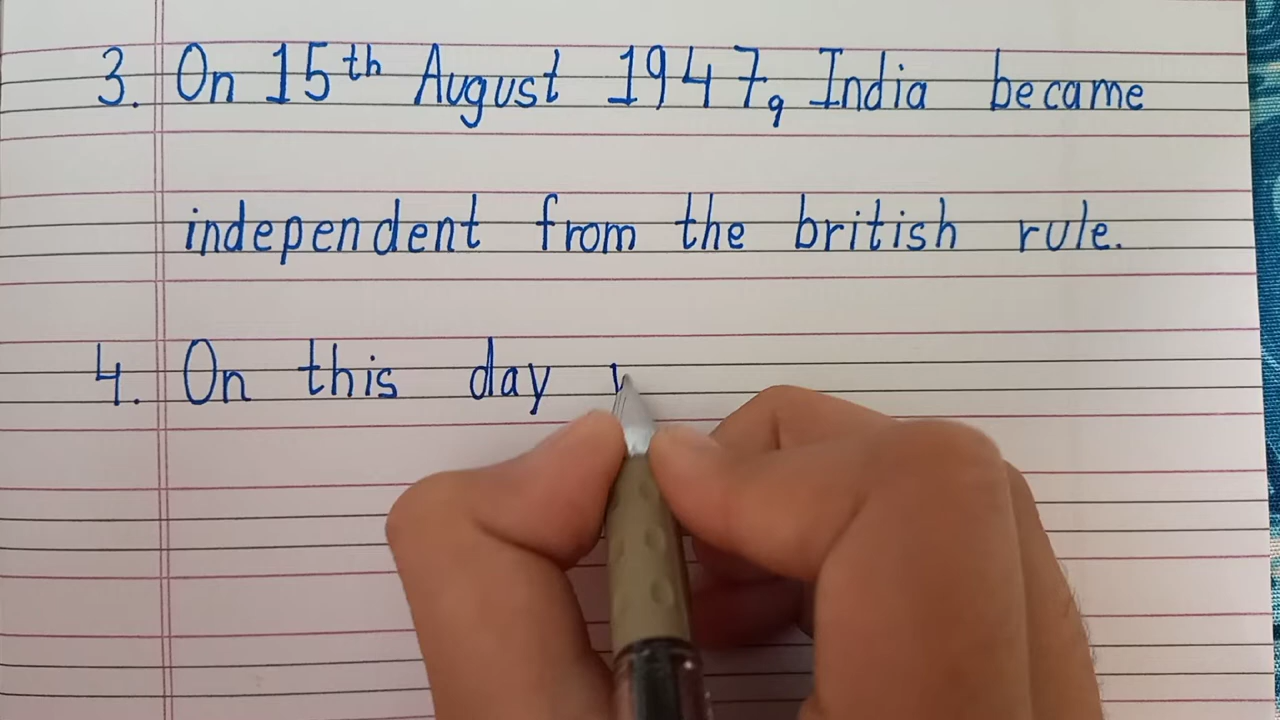 3. On 15th August 1947, India became
independent from the british rule.
4. On this day